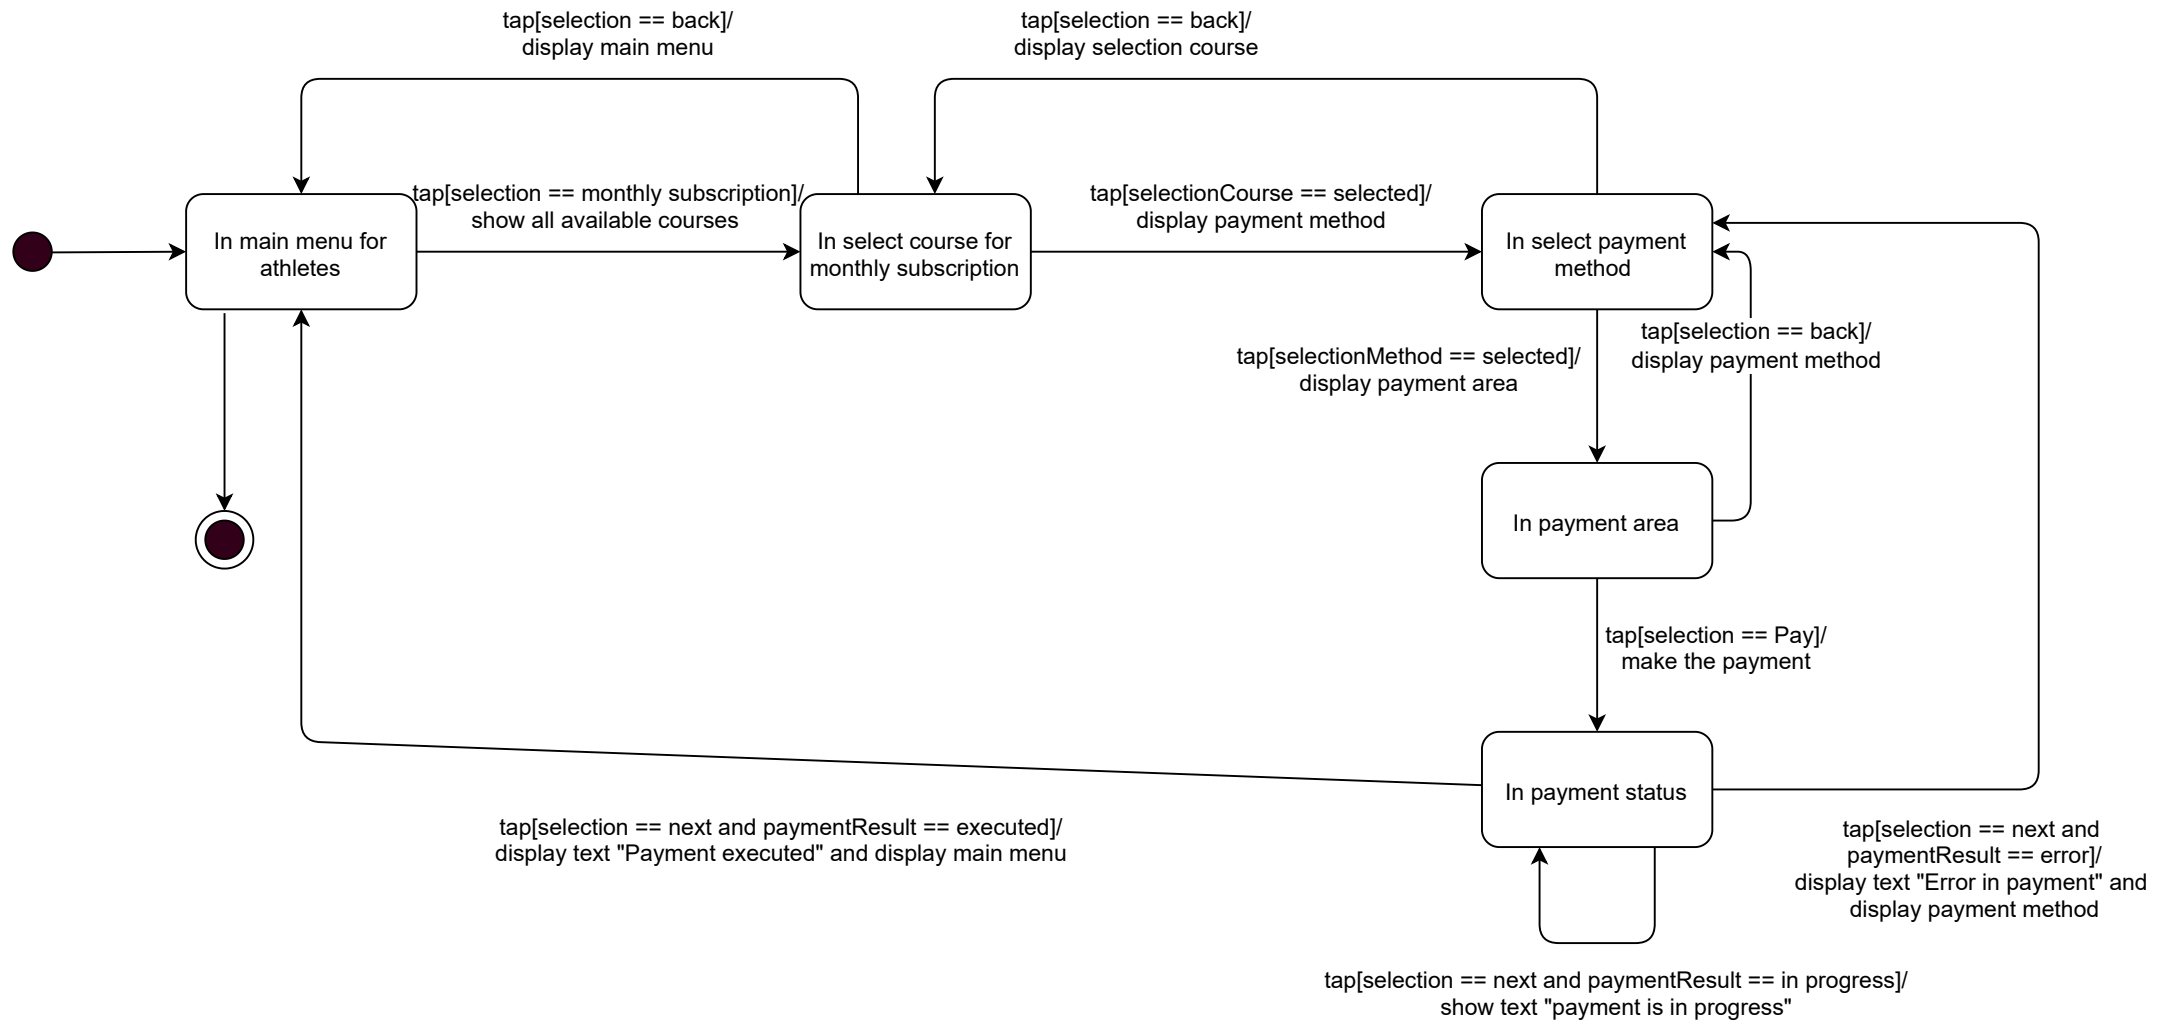 tap[selection == back]/
display main menu
tap[selection == back]/
display selection course
tap[selection == monthly subscription]/
show all available courses
tap[selectionCourse == selected]/
display payment method
In main menu for
athletes
In select course for
monthly subscription
In select payment
method
tap[selectionMethod == selected]/
display payment area
tap[selection == back]/
display payment method
In payment area
tap[selection == Pay]/
make the payment
In payment status
tap[selection == next and paymentResult == executed]/
display text "Payment executed" and display main menu
tap[selection == next and
paymentResult == error]/
display text "Error in payment" and
display payment method
tap[selection == next and paymentResult == in progress]/
show text "payment is in progress"